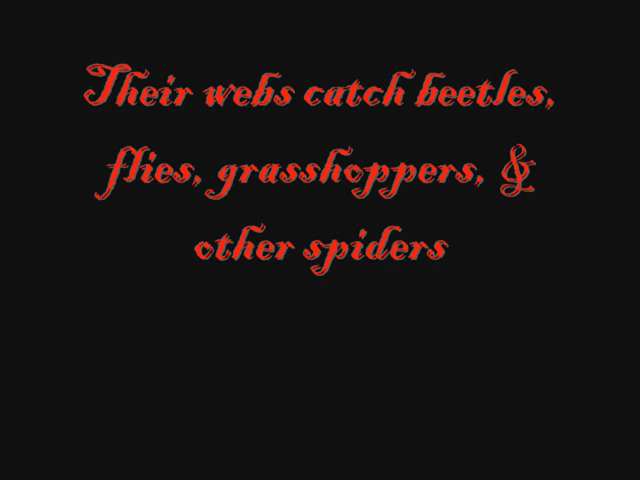 Their webs catch beetles,
flies, grasshoppers, &
other spiders